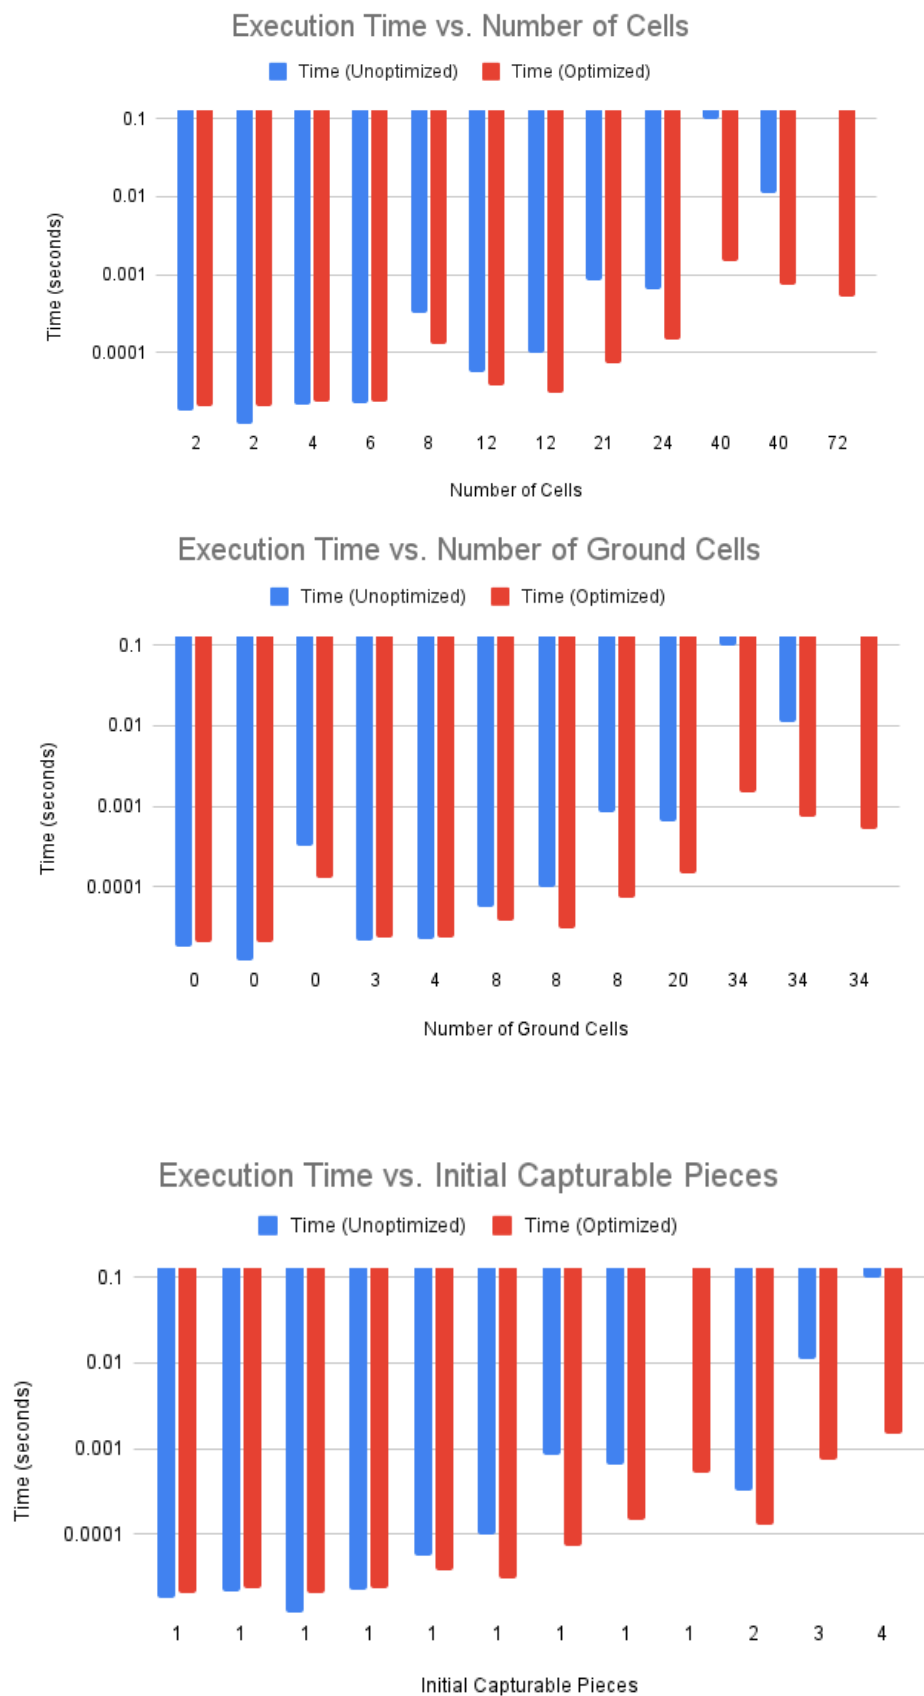 Execution Time vs. Number of Cells
Time (Unoptimized) Time (Optimized)
0.1
0.01
0.001
0.0001
Time (seconds)
2 2 4 6 8 12 12 21 24 40 40 72
Number of Cells
Execution Time vs. Number of Ground Cells
Time (Unoptimized) Time (Optimized)
0.1
0.01
0.001
0.0001
Time (seconds)
0 0 0 3 4 8 8 8 20 34 34 34
Number of Ground Cells
Execution Time vs. Initial Capturable Pieces
Time (Unoptimized) Time (Optimized)
0.1
0.01
0.001
0.0001
Time (seconds)
1 1 1 1 1 1 1 1 1 2 3 4
Initial Capturable Pieces